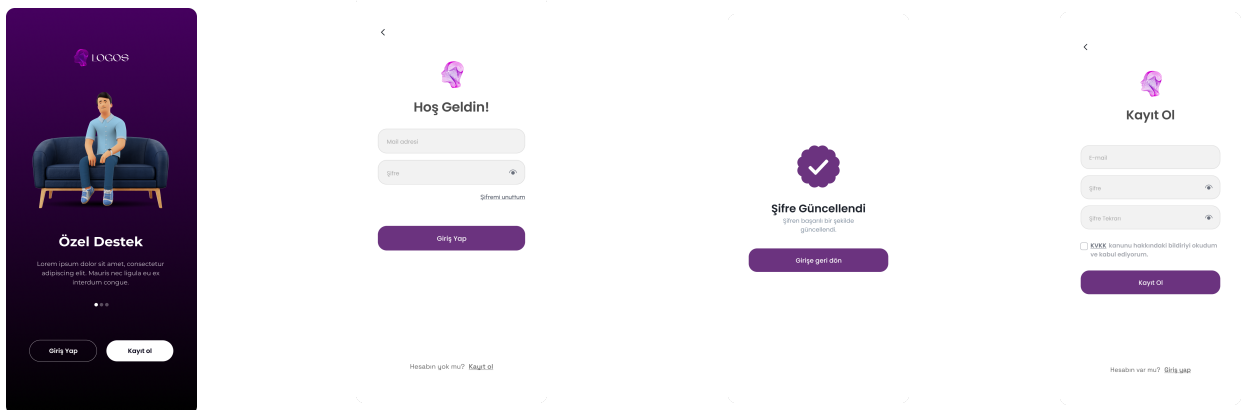 LOGOS
Özel Destek
Lorem ipsum dolor sit amet, consectetur
adipiscing elit. Mauris nec ligula eu ex
interdum congue.
Giriş Yap
Kayıt ol
Hoş Geldin!
Mail adresi
Şifre
Şifremi unuttum
Giriş Yap
Hesabın yok mu? Kayıt ol
Şifre Güncellendi
Şifren başarılı bir şekilde
güncellendi.
Girişe geri dön
Kayıt Ol
E-mail
Şifre
Şifre Tekrarı
KVKK kanunu hakkındaki bildiriyi okudum
ve kabul ediyorum.
Kayıt Ol
Hesabın var mu? Giriş yap